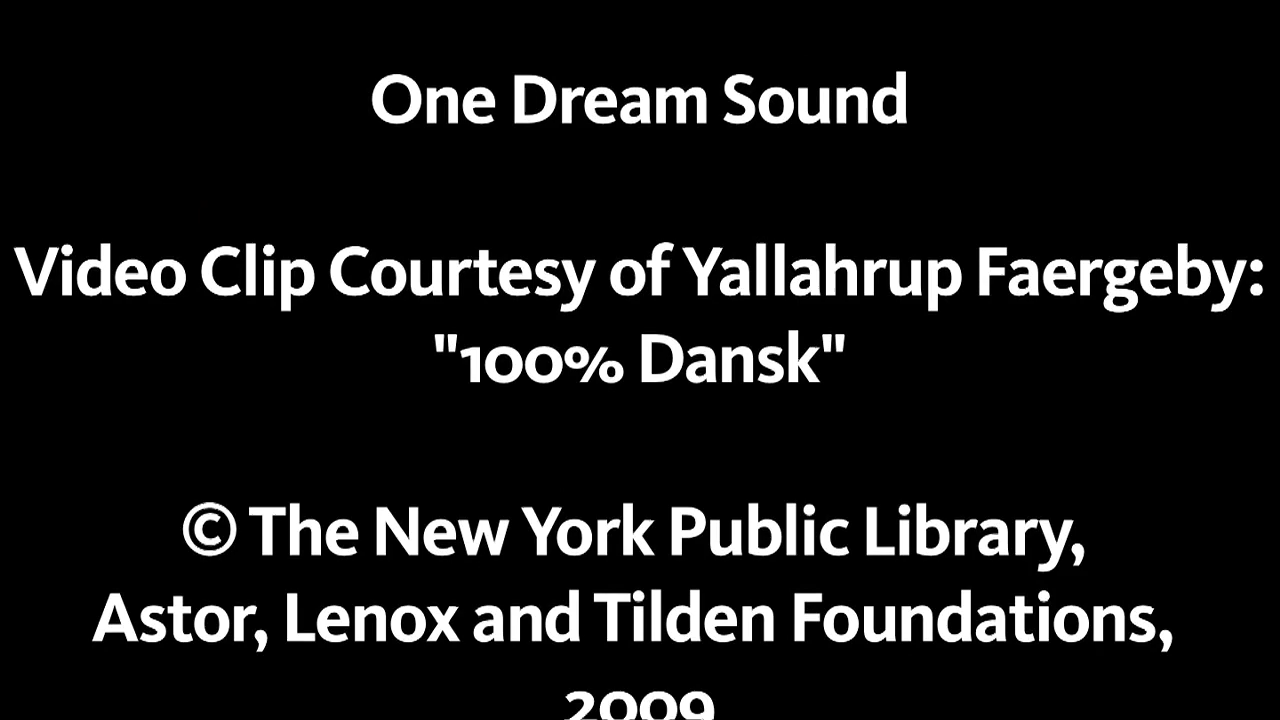 One Dream Sound
Video Clip Courtesy of Yallahrup Faergeby:
"100% Dansk"
© The New York Public Library,
Astor, Lenox and Tilden Foundations,
2009